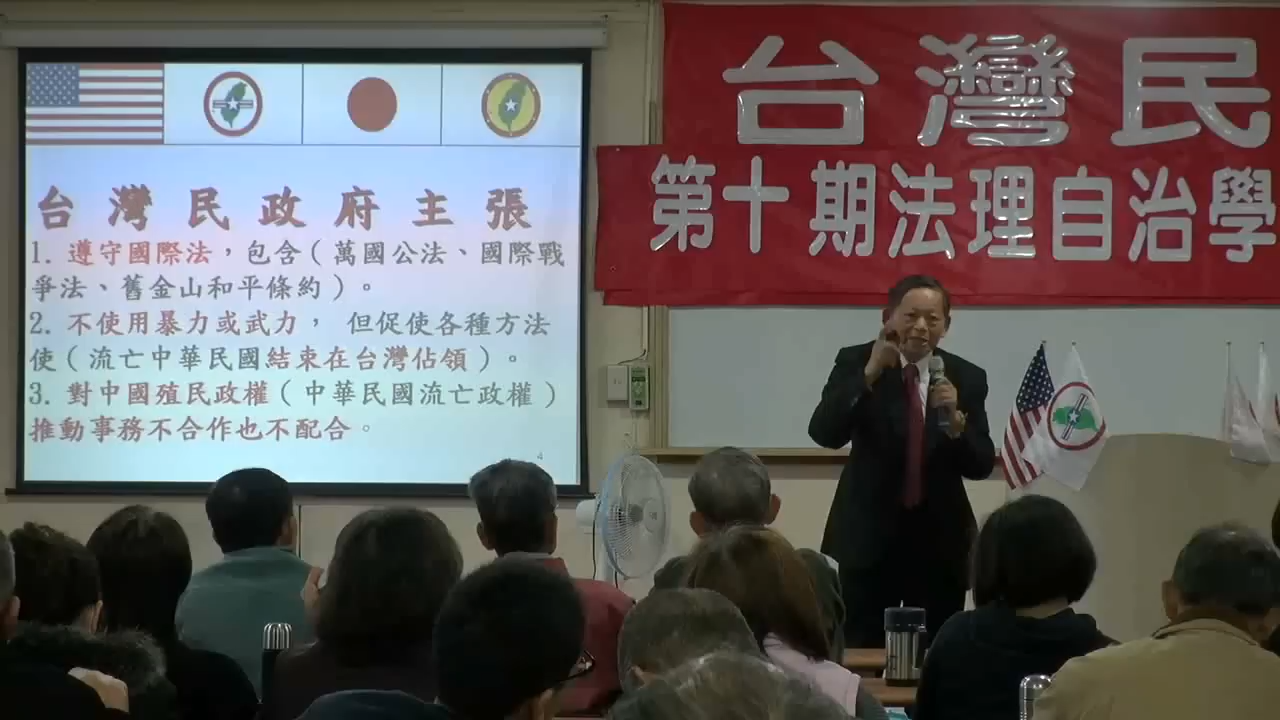 台灣民政府主張
1. 遵守國際法，包含（萬國公法、國際戰
爭法、舊金山和平條約）。
2. 不使用暴力或武力， 但促使各種方法
使（流亡中華民國結束在台灣佔領）。
3. 對中國殖民政權（中華民國流亡政權）
推動事務不合作也不配合。
4
台灣民
第十期法理自治學